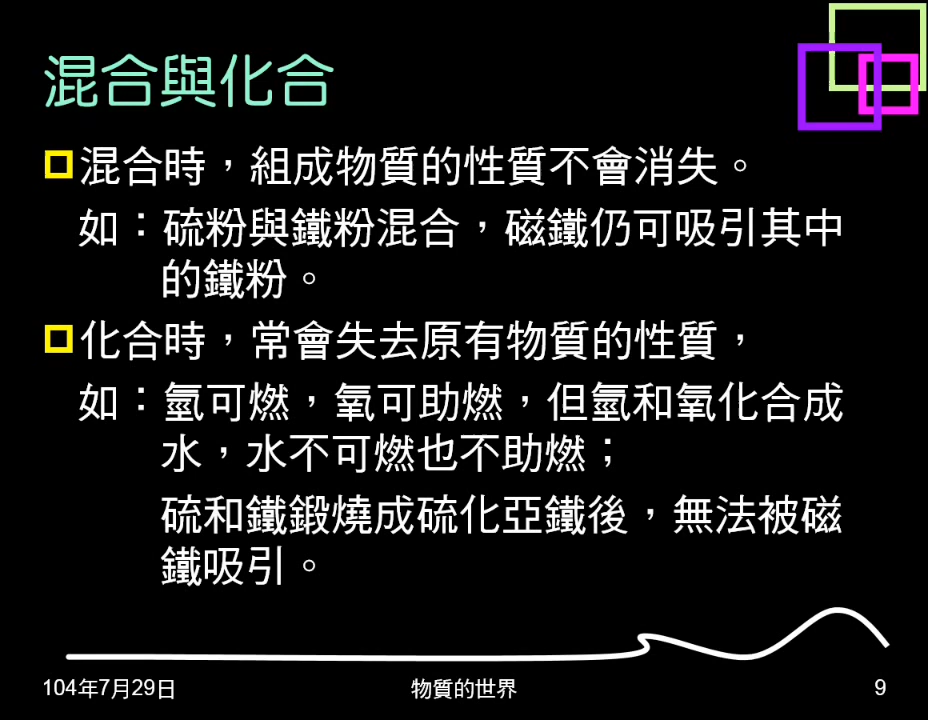 混合與化合
混合時，組成物質的性質不會消失。
如：硫粉與鐵粉混合，磁鐵仍可吸引其中
的鐵粉。
化合時，常會失去原有物質的性質，
如：氫可燃，氧可助燃，但氫和氧化合成
水，水不可燃也不助燃；
硫和鐵鍛燒成硫化亞鐵後，無法被磁
鐵吸引。
104年7月29日
物質的世界
9